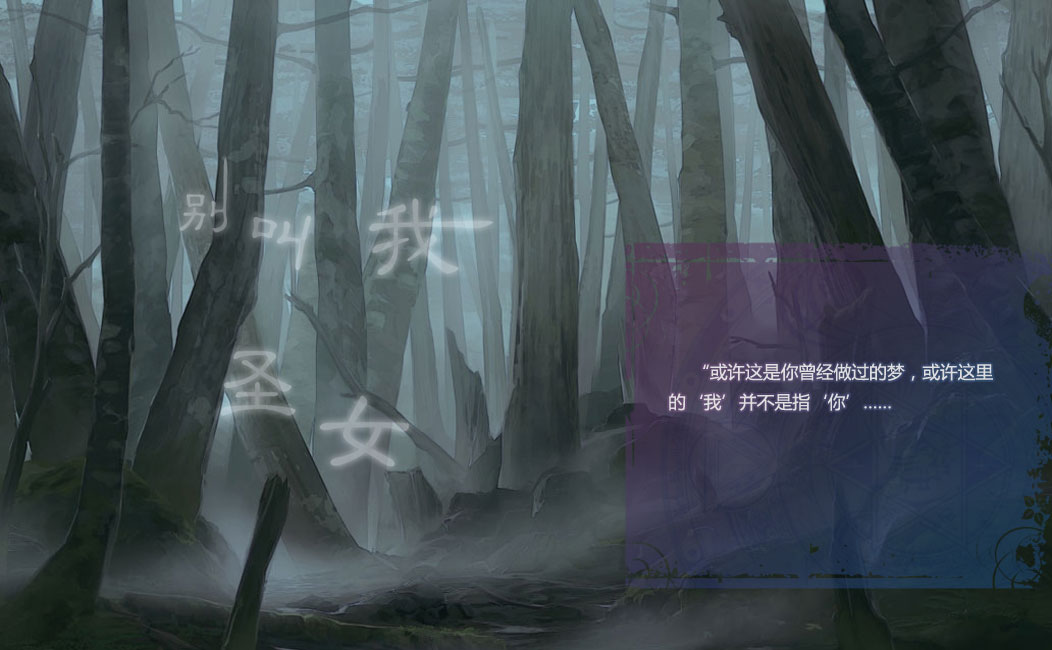 别叫我
圣女
“或许这是你曾经做过的梦，或许这里
的‘我’并不是指‘你’……